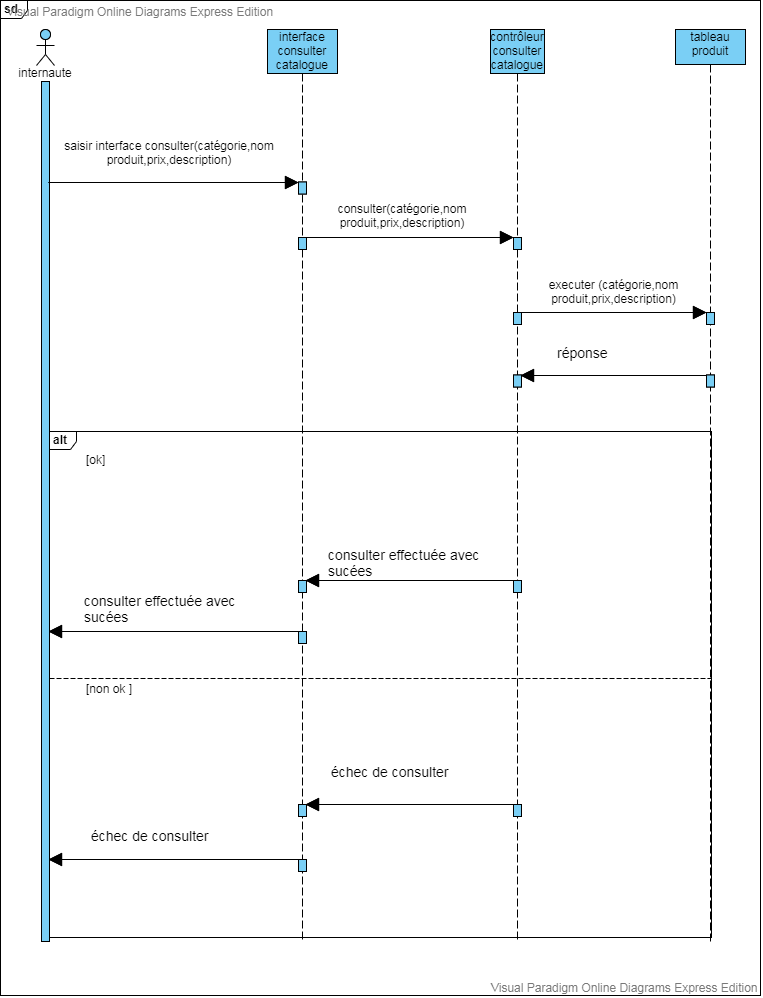 sd
Visual Paradigm Online Diagrams Express Edition
internaute
interface
consulter
catalogue
contrôleur
consulter
catalogue
tableau
produit
saisir interface consulter(catégorie,nom
produit,prix,description)
consulter(catégorie,nom
produit,prix,description)
executer (catégorie,nom
produit,prix,description)
réponse
alt
[ok]
consulter effectuée avec
sucées
consulter effectuée avec
sucées
[non ok ]
échec de consulter
échec de consulter
Visual Paradigm Online Diagrams Express Edition